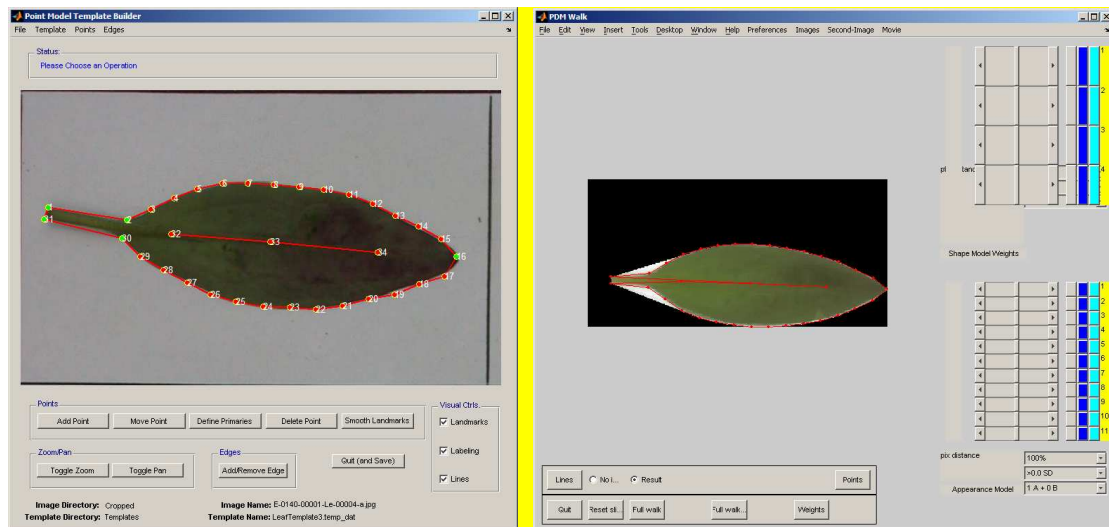 Point Model Template Builder
File Template Points Edges
Status:
Please Choose an Operation
1
2
3
4
5
6
7
8
9
10
11
12
13
14
15
16
17
18
19
20
21
22
23
24
25
26
27
28
29
30
31
32
33
34
Points
Add Point Move Point Define Primaries Delete Point Smooth Landmarks
Visual Ctrls.
Landmarks
Labeling
Lines
Zoom/Pan
Toggle Zoom Toggle Pan
Edges
Add/Remove Edge
Quit (and Save)
Image Directory: Cropped Image Name: E-0140-00001-Le-00004-a.jpg
Template Directory: Templates Template Name: LeafTemplate3.temp_dat
PDM Walk
File Edit View Insert Tools Desktop Window Help Preferences Images Second-Image Movie
1
2
3
4
Shape Model Weights
1
2
3
4
5
6
7
8
9
10
11
pix distance 100%
>0.0 SD
Appearance Model 1 A + 0 B
Lines No i... Result Points
Quit Reset sli... Full walk Full walk... Weights